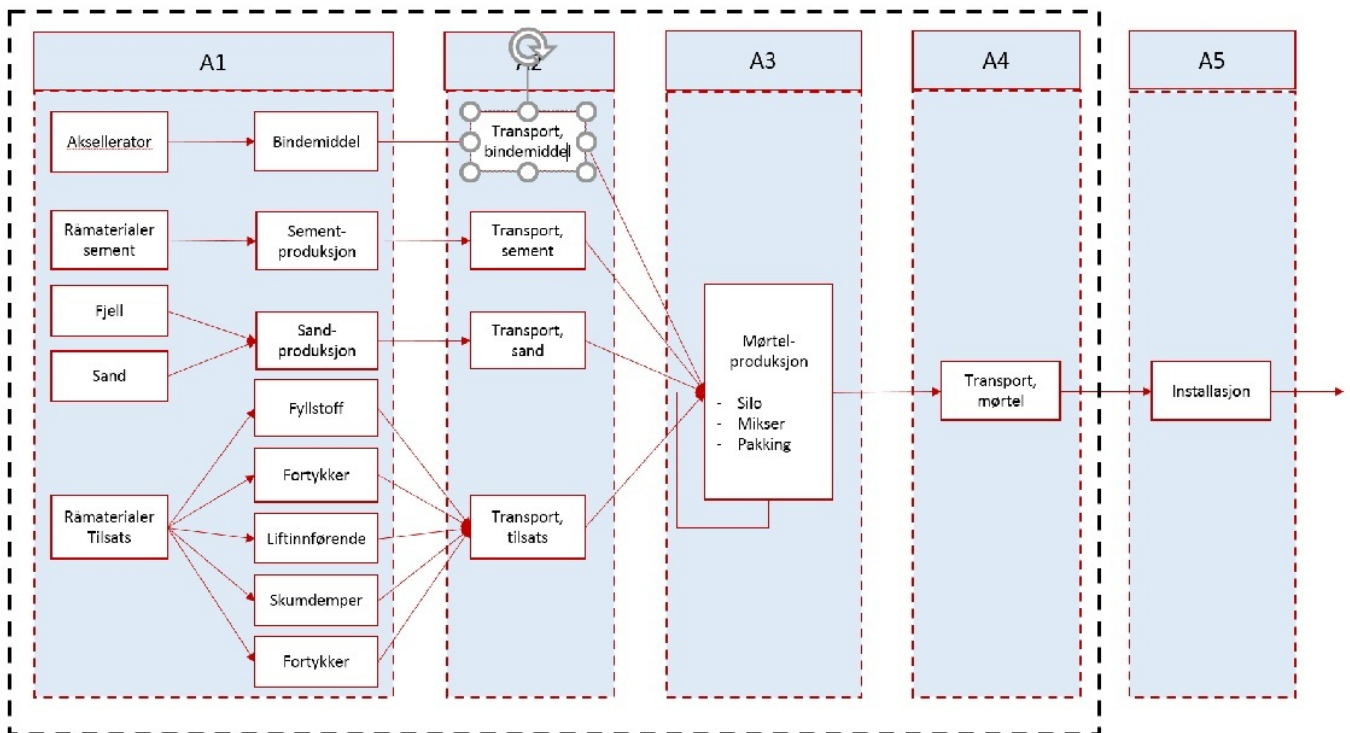 A1
A2
A3
A4
A5
Aksellerator
Bindemiddel
Transport,
bindemiddel
Råmaterialer
sement
Sement-
produksjon
Transport,
sement
Fjell
Sand
Sand-
produksjon
Transport,
sand
Fyllstoff
Fortykker
Råmaterialer
Tilsats
Liftinnførende
Skumdemper
Fortykker
Transport,
tilsats
Mørtel-
produksjon
- Silo
- Mikser
- Pakking
Transport,
mørtel
Installasjon